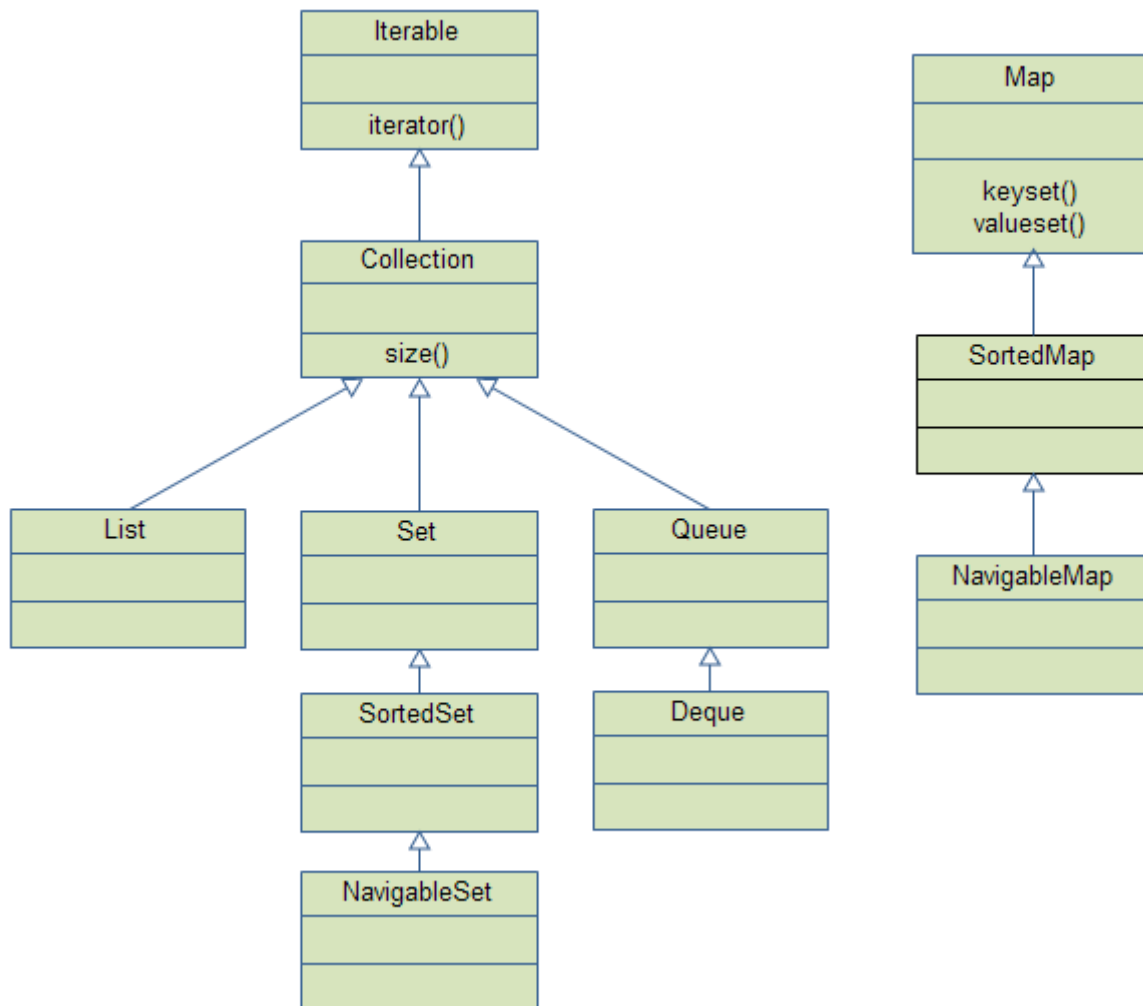 Iterable
iterator()
Collection
size()
List
Set
Queue
SortedSet
Deque
NavigableSet
Map
keyset()
valueset()
SortedMap
NavigableMap